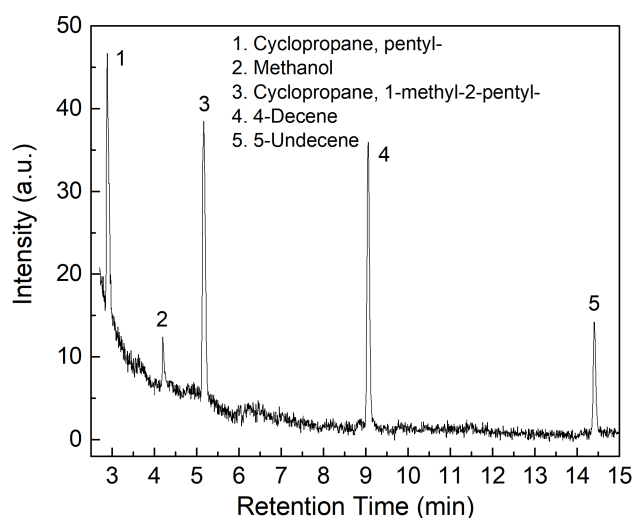 50
1. Cyclopropane, pentyl-
2. Methanol
3. Cyclopropane, 1-methyl-2-pentyl-
4. 4-Decene
5. 5-Undecene
1
3
4
40
30
20
10
0
2
5
Intensity (a.u.)
3 4 5 6 7 8 9 10 11 12 13 14 15
Retention Time (min)